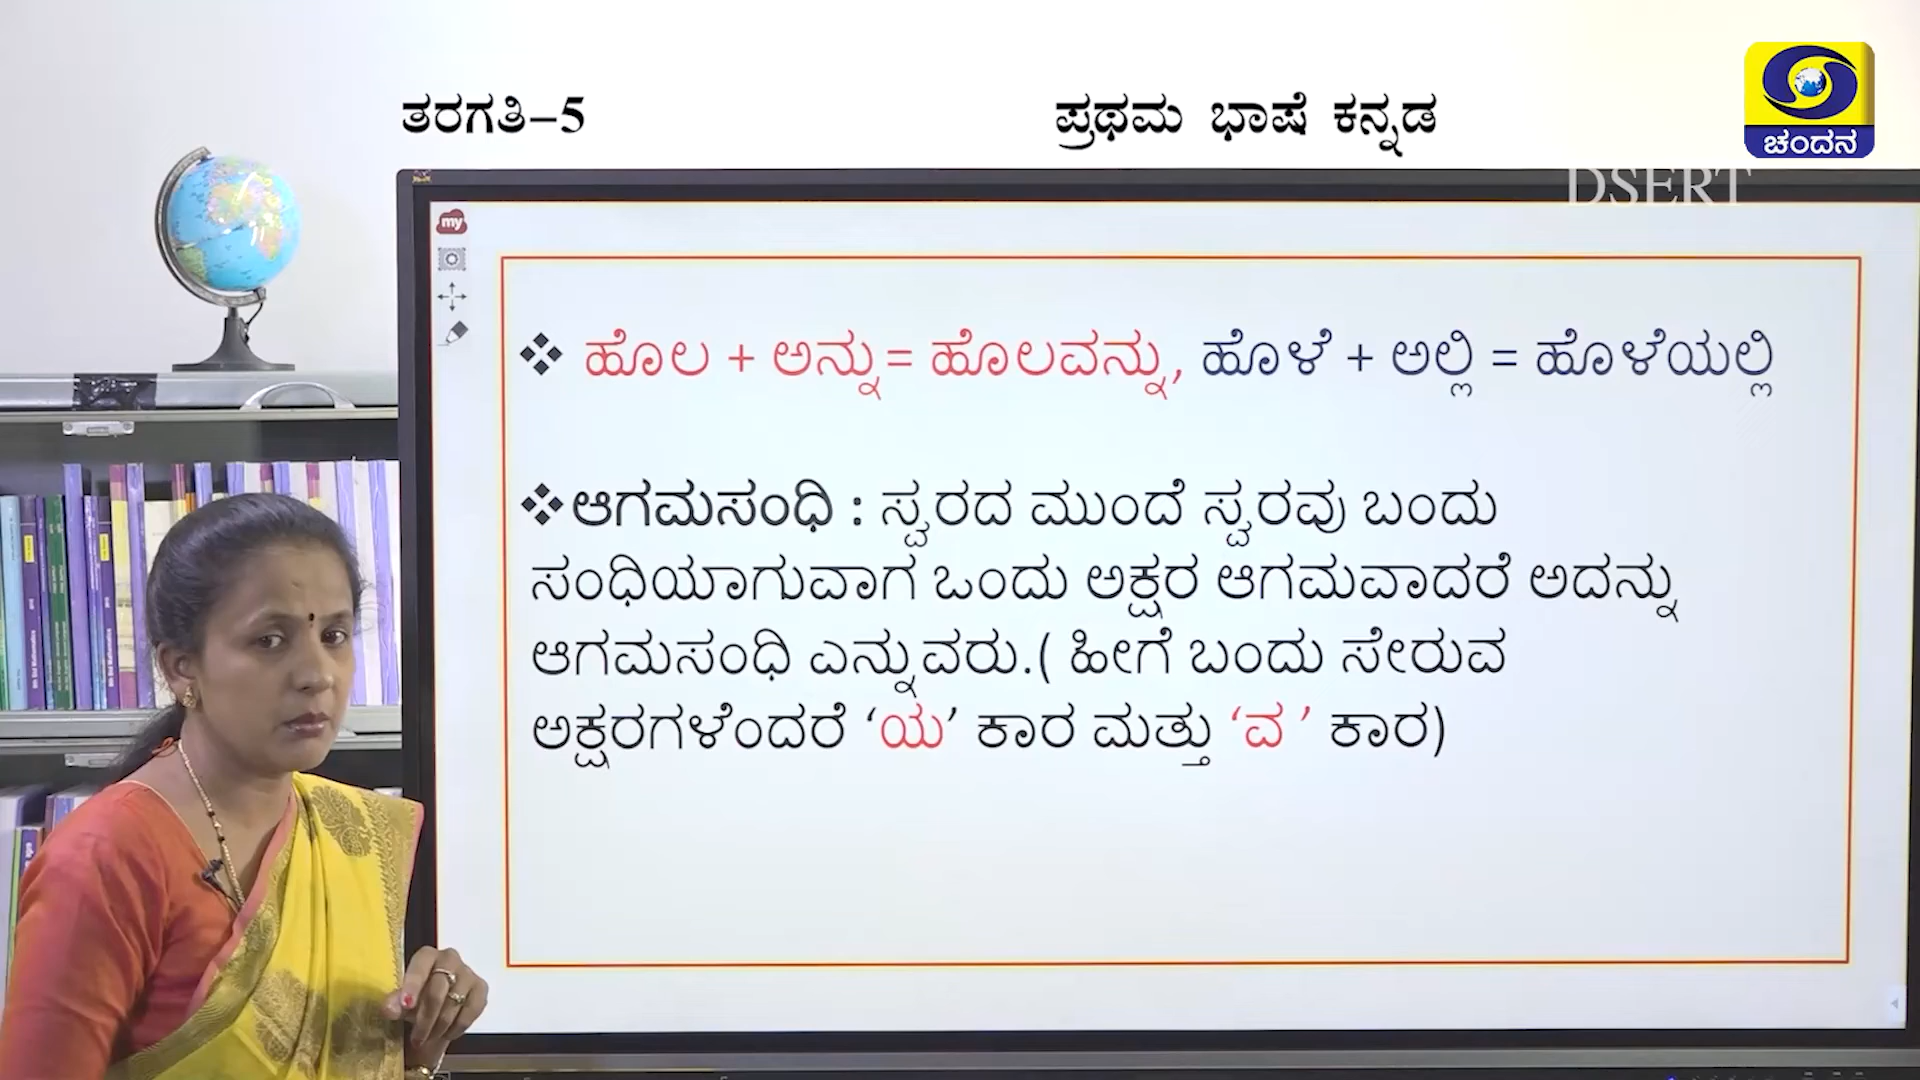 ತರಗತಿ-5
ಪ್ರಥಮ ಭಾಷೆ ಕನ್ನಡ
ಚಂದನ
DSERT
my
❖ ಹೊಲ + ಅನ್ನು= ಹೊಲವನ್ನು, ಹೊಳೆ + ಅಲ್ಲಿ = ಹೊಳೆಯಲ್ಲಿ
❖ಆಗಮಸಂಧಿ : ಸ್ವರದ ಮುಂದೆ ಸ್ವರವು ಬಂದು
ಸಂಧಿಯಾಗುವಾಗ ಒಂದು ಅಕ್ಷರ ಆಗಮವಾದರೆ ಅದನ್ನು
ಆಗಮಸಂಧಿ ಎನ್ನುವರು.( ಹೀಗೆ ಬಂದು ಸೇರುವ
ಅಕ್ಷರಗಳೆಂದರೆ ‘ಯ’ ಕಾರ ಮತ್ತು ‘ವ ’ ಕಾರ)